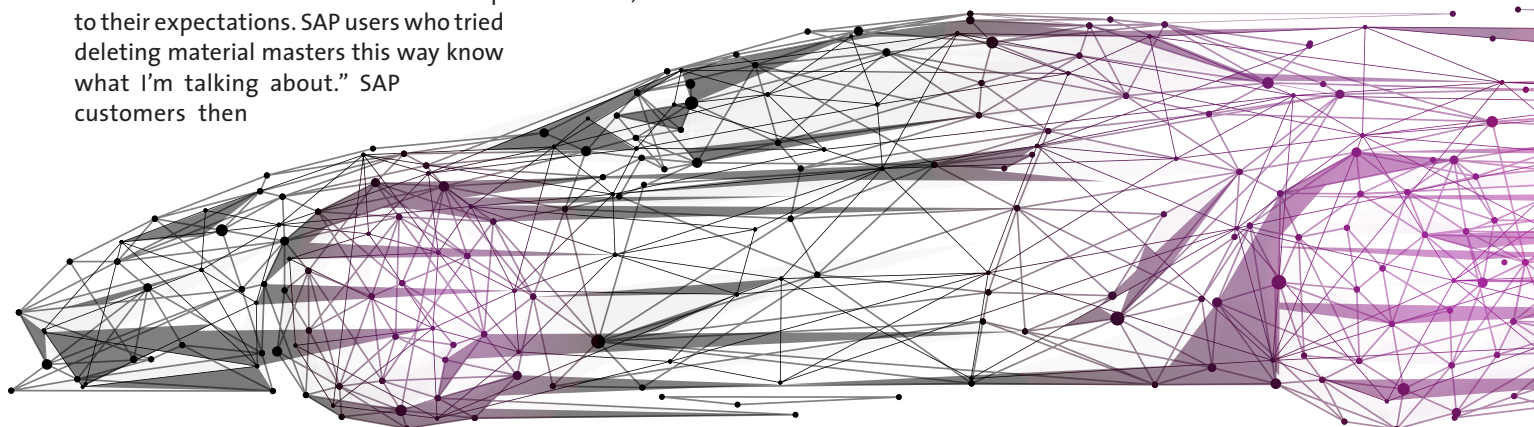 to their expectations. SAP users who tried
deleting material masters this way know
what I’m talking about.” SAP
customers then